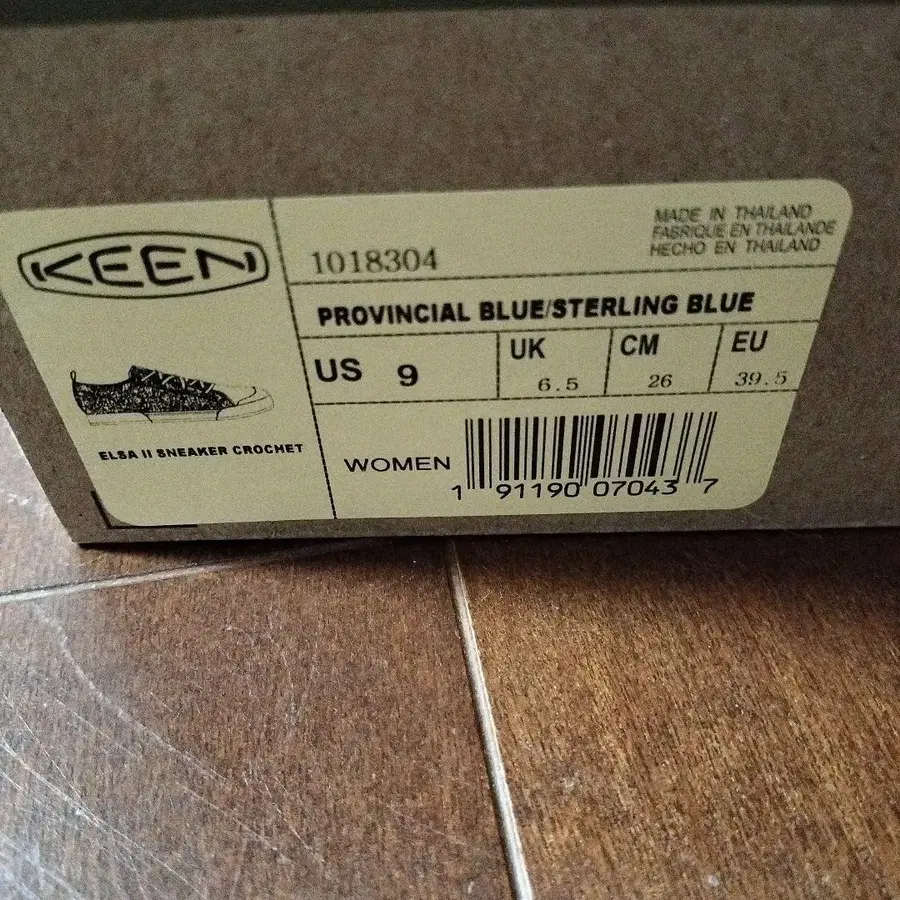 KEEN
1018304
MADE IN THAILAND
FABRIQUE EN THAILANDE
HECHO EN THAILAND
PROVINCIAL BLUE/STERLING BLUE
US 9
UK 6.5
CM 26
EU 39.5
ELSA II SNEAKER CROCHET
WOMEN
1 91190 07043 7